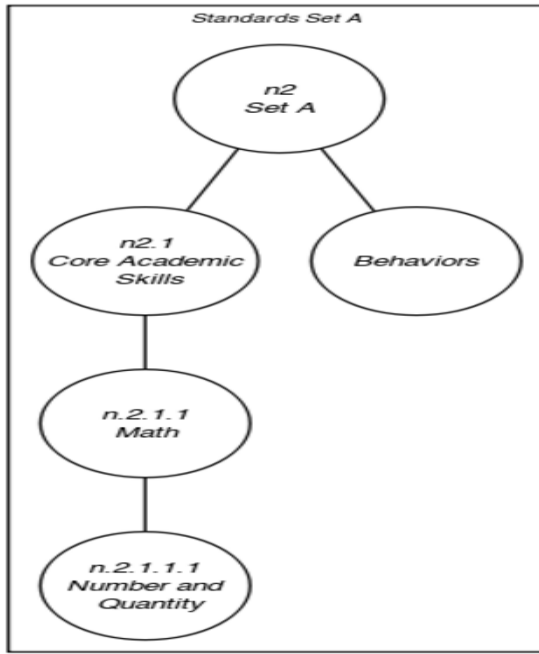 Standards Set A
n2
Set A
n2.1
Core Academic
Skills
Behaviors
n.2.1.1
Math
n.2.1.1.1
Number and
Quantity